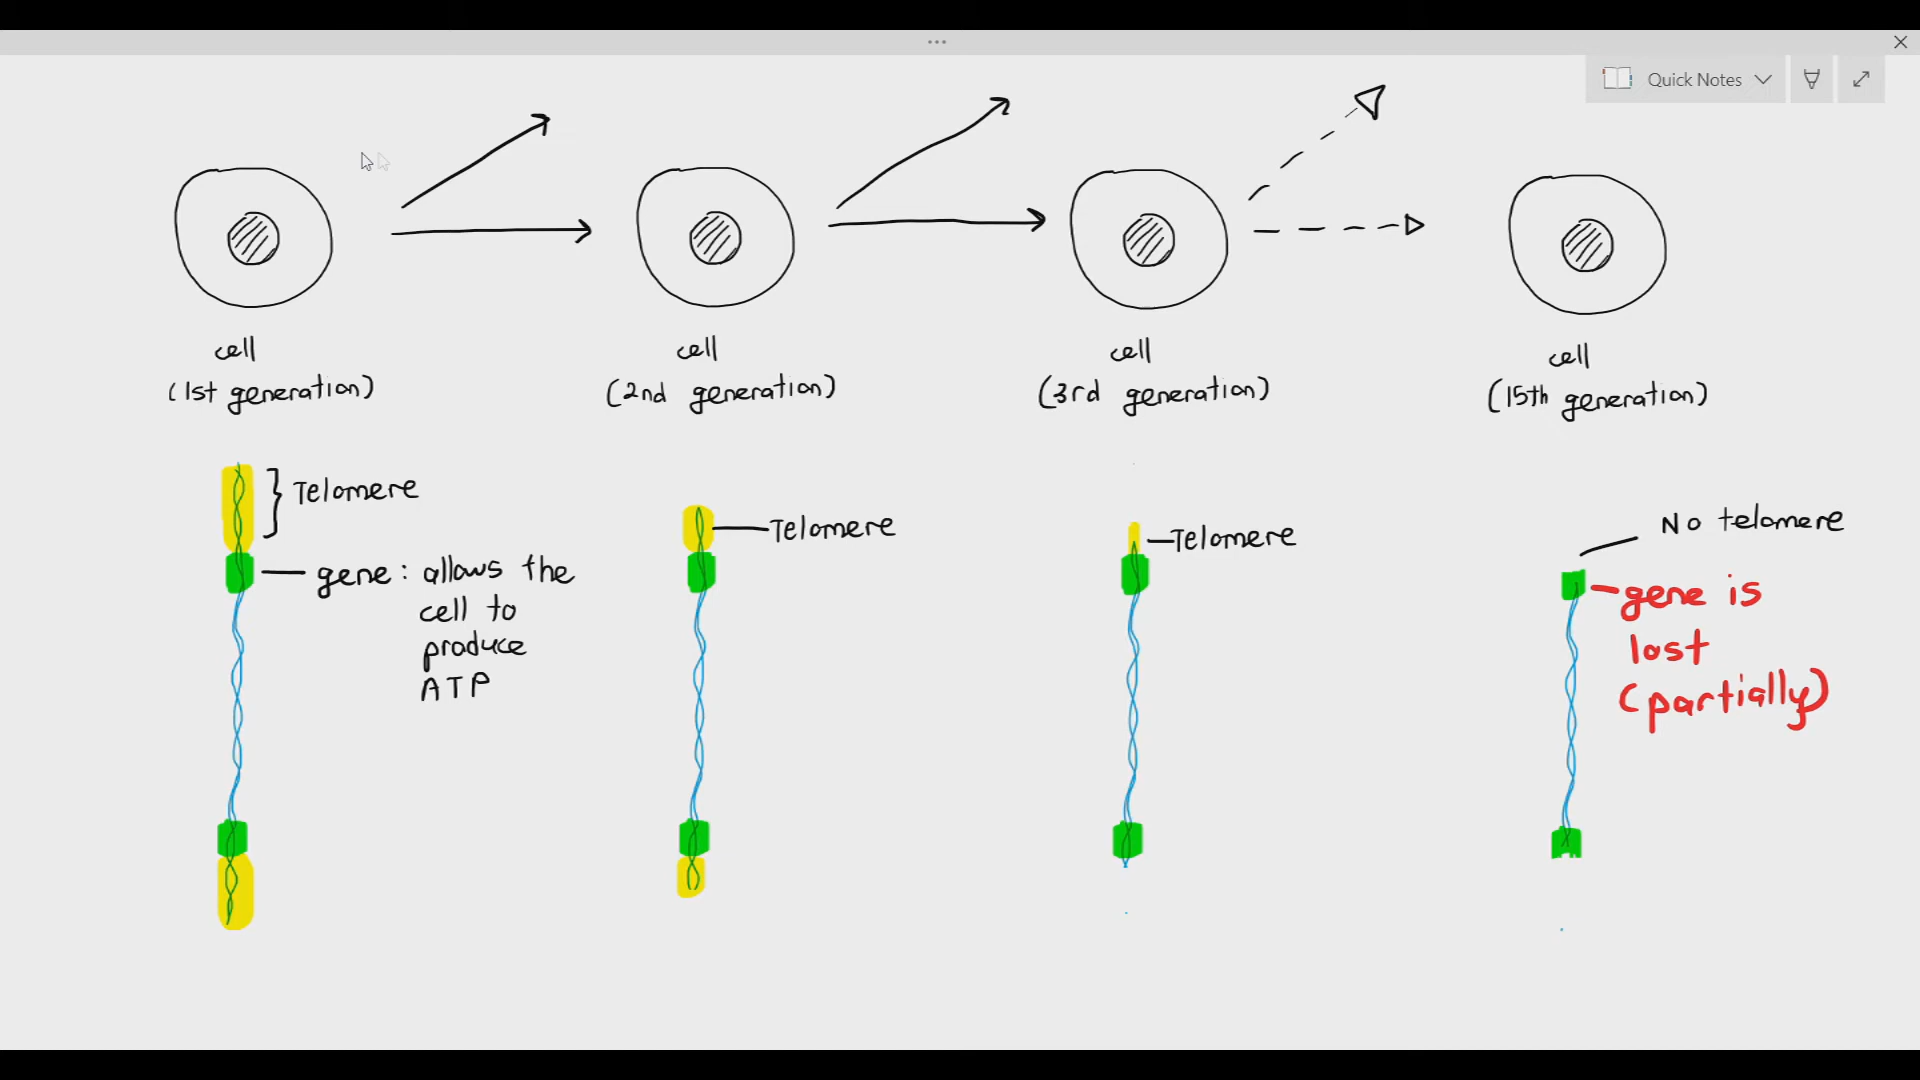 Quick Notes
cell
(1st generation)
cell
(2nd generation)
cell
(3rd generation)
cell
(15th generation)
Telomere
gene: allows the
cell to
produce
ATP
Telomere
Telomere
No telomere
gene is
lost
(partially)